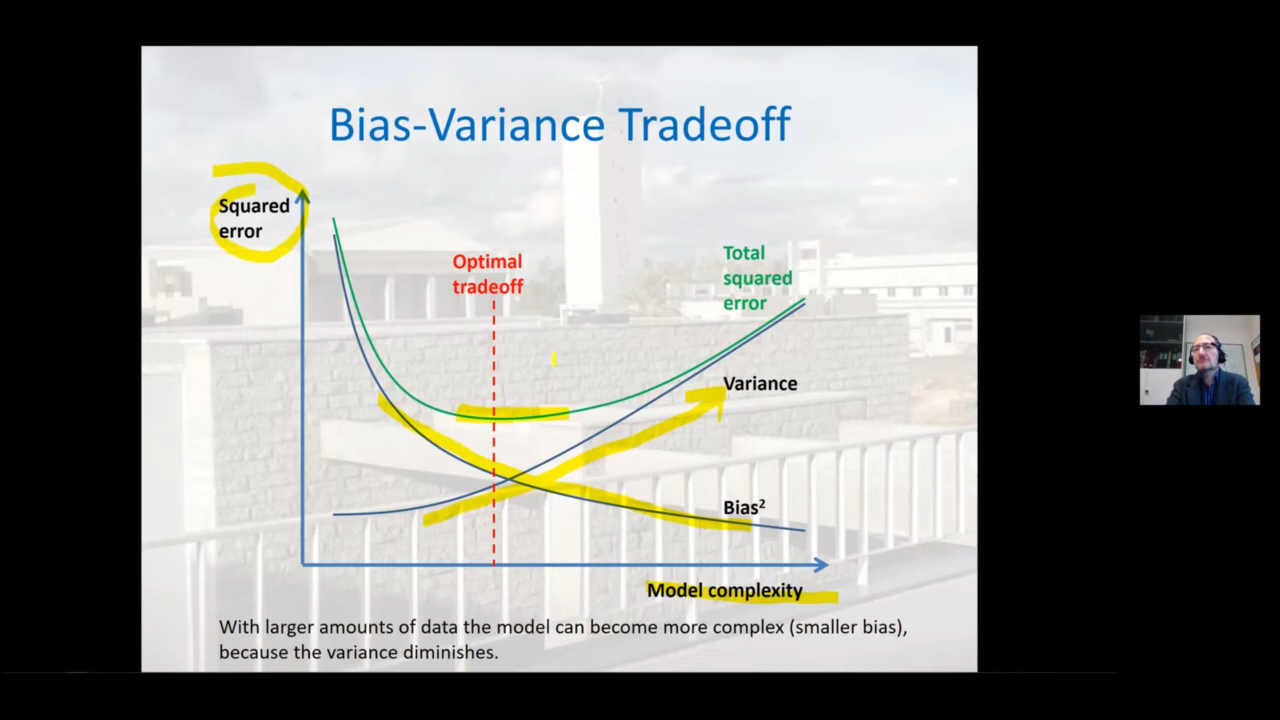 Bias-Variance Tradeoff
Squared
error
Optimal
tradeoff
Total
squared
error
Variance
Bias²
Model complexity
With larger amounts of data the model can become more complex (smaller bias),
because the variance diminishes.